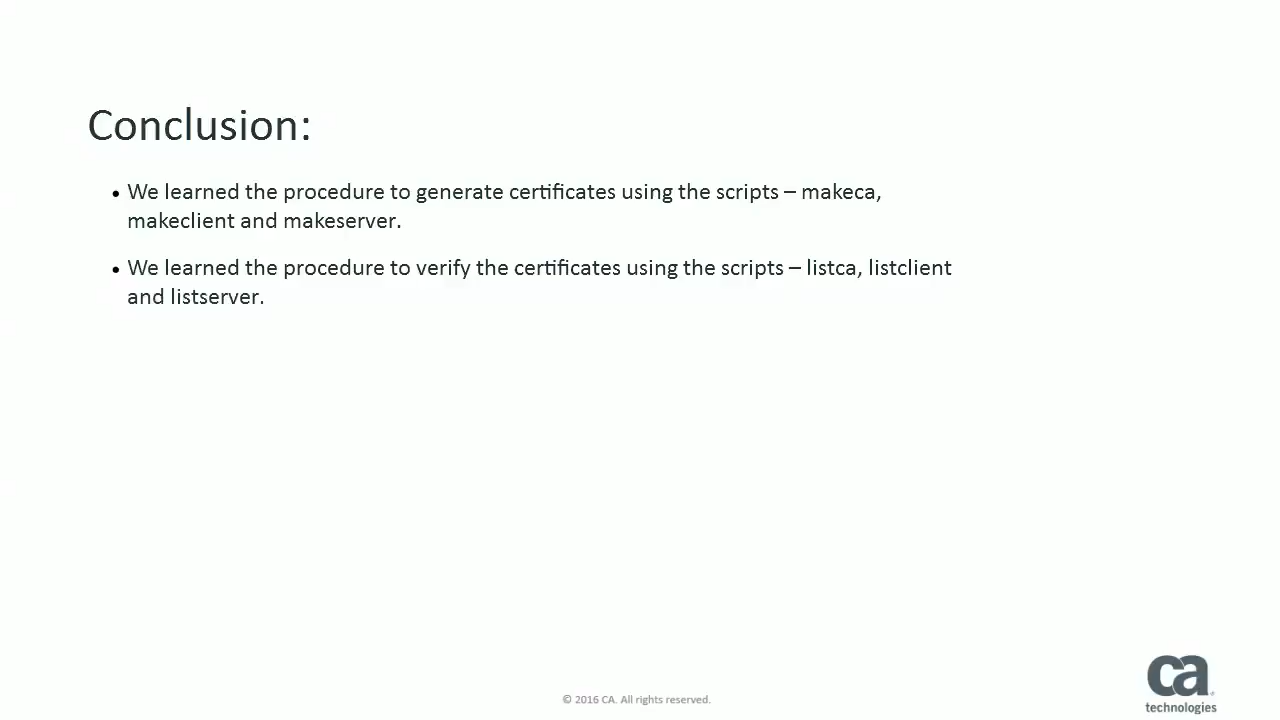 Conclusion:
• We learned the procedure to generate certificates using the scripts – makeca,
makeclient and makeserver.
• We learned the procedure to verify the certificates using the scripts – listca, listclient
and listserver.
© 2016 CA. All rights reserved.
ca
technologies